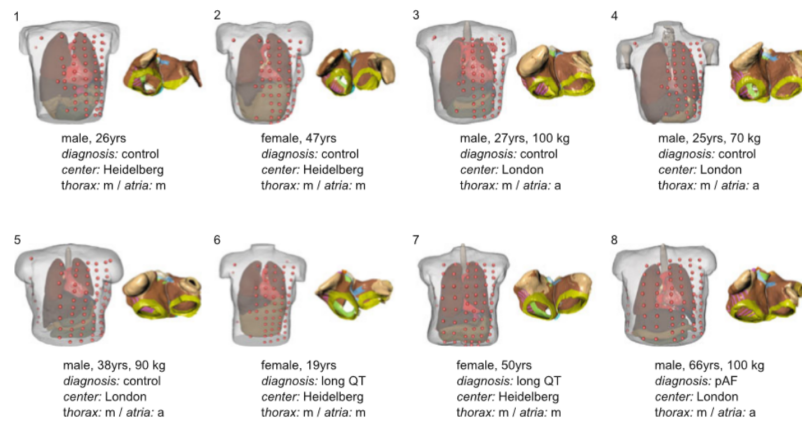 1
male, 26yrs
diagnosis: control
center: Heidelberg
thorax: m / atria: m
2
female, 47yrs
diagnosis: control
center: Heidelberg
thorax: m / atria: m
3
male, 27yrs, 100 kg
diagnosis: control
center: London
thorax: m / atria: a
4
male, 25yrs, 70 kg
diagnosis: control
center: London
thorax: m / atria: a
5
male, 38yrs, 90 kg
diagnosis: control
center: London
thorax: m / atria: a
6
female, 19yrs
diagnosis: long QT
center: Heidelberg
thorax: m / atria: m
7
female, 50yrs
diagnosis: long QT
center: Heidelberg
thorax: m / atria: m
8
male, 66yrs, 100 kg
diagnosis: pAF
center: London
thorax: m / atria: a